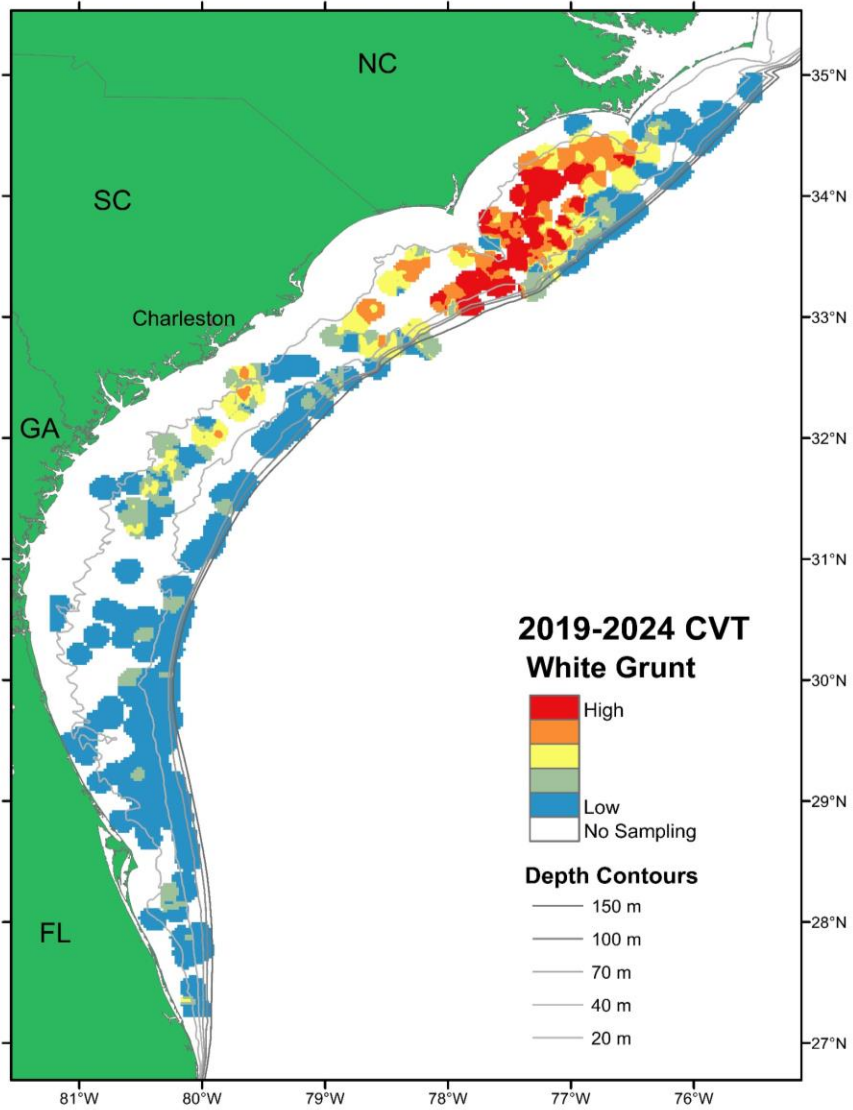 NC
35°N
SC
34°N
Charleston
33°N
GA
32°N
31°N
2019-2024 CVT
White Grunt
High
Low
No Sampling
30°N
29°N
Depth Contours
150 m
100 m
70 m
40 m
20 m
FL
28°N
27°N
81°W 80°W 79°W 78°W 77°W 76°W